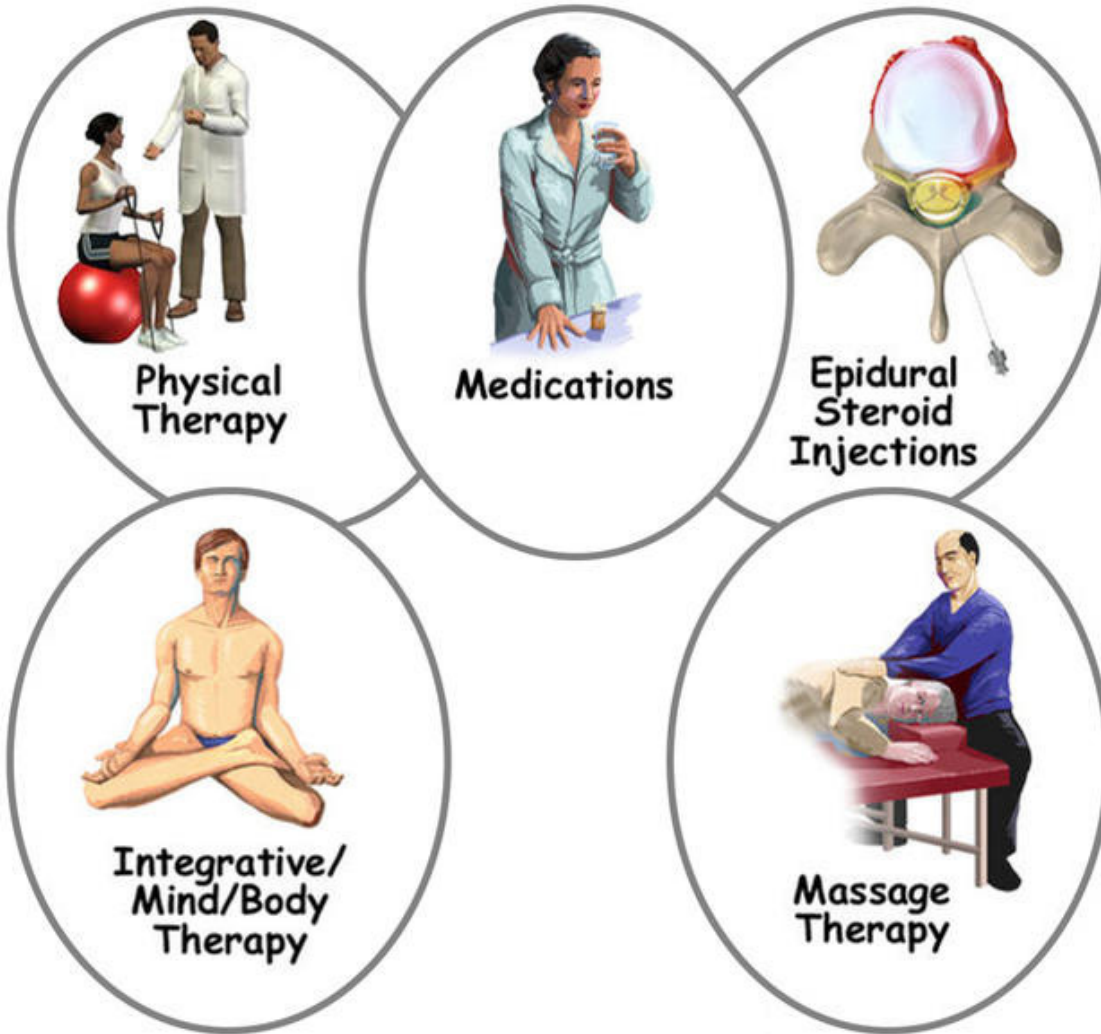 Physical
Therapy
Medications
Epidural
Steroid
Injections
Integrative/
Mind/Body
Therapy
Massage
Therapy